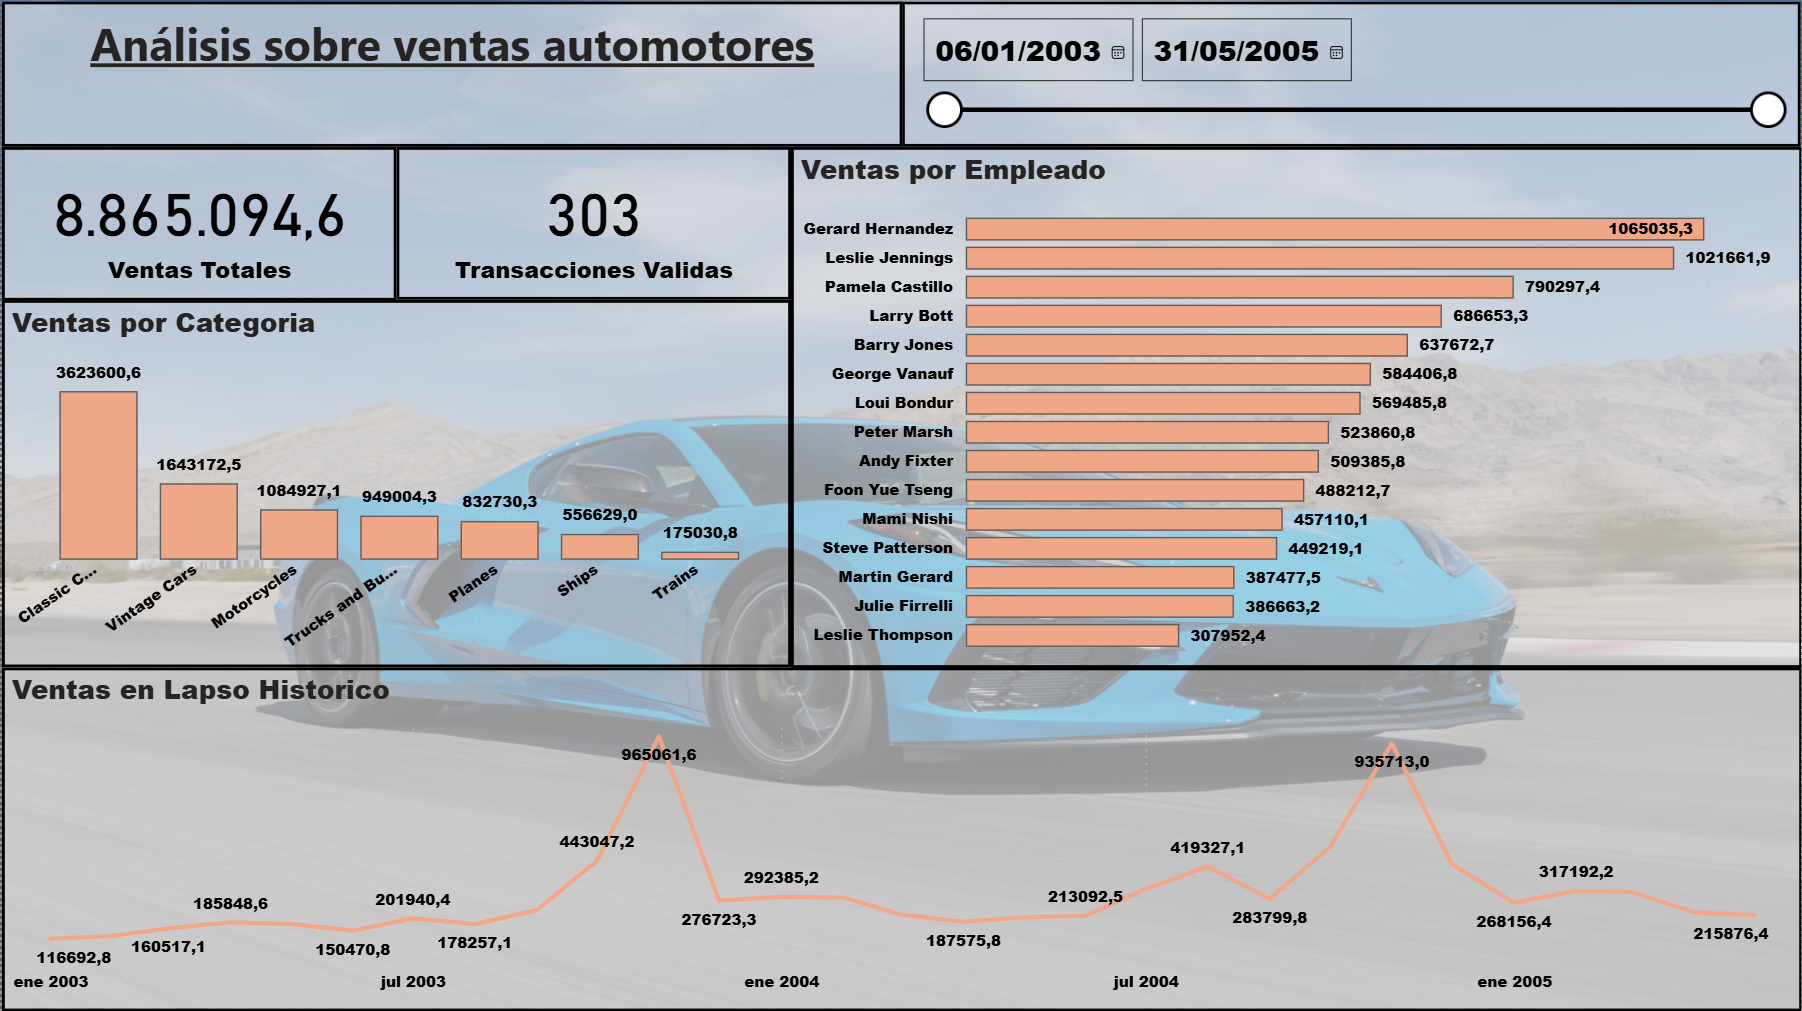 Análisis sobre ventas automotores
06/01/2003
31/05/2005
8.865.094,6
Ventas Totales
303
Transacciones Validas
Ventas por Empleado
Gerard Hernandez 1065035,3
Leslie Jennings 1021661,9
Pamela Castillo 790297,4
Larry Bott 686653,3
Barry Jones 637672,7
George Vanauf 584406,8
Loui Bondur 569485,8
Peter Marsh 523860,8
Andy Fixter 509385,8
Foon Yue Tseng 488212,7
Mami Nishi 457110,1
Steve Patterson 449219,1
Martin Gerard 387477,5
Julie Firrelli 386663,2
Leslie Thompson 307952,4
Ventas por Categoria
3623600,6
1643172,5
1084927,1
949004,3
832730,3
556629,0
175030,8
Classic C...
Vintage Cars
Motorcycles
Trucks and Bu...
Planes
Ships
Trains
Ventas en Lapso Historico
116692,8
160517,1
185848,6
150470,8
201940,4
178257,1
443047,2
965061,6
276723,3
292385,2
187575,8
213092,5
419327,1
283799,8
935713,0
268156,4
317192,2
215876,4
ene 2003
jul 2003
ene 2004
jul 2004
ene 2005